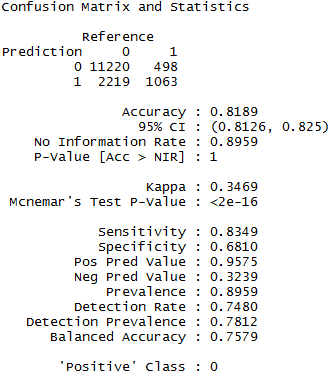 Confusion Matrix and Statistics
Reference
Prediction 0 1
0 11220 498
1 2219 1063
Accuracy : 0.8189
95% CI : (0.8126, 0.825)
No Information Rate : 0.8959
P-Value [Acc > NIR] : 1
Kappa : 0.3469
Mcnemar's Test P-Value : <2e-16
Sensitivity : 0.8349
Specificity : 0.6810
Pos Pred Value : 0.9575
Neg Pred Value : 0.3239
Prevalence : 0.8959
Detection Rate : 0.7480
Detection Prevalence : 0.7812
Balanced Accuracy : 0.7579
'Positive' Class : 0